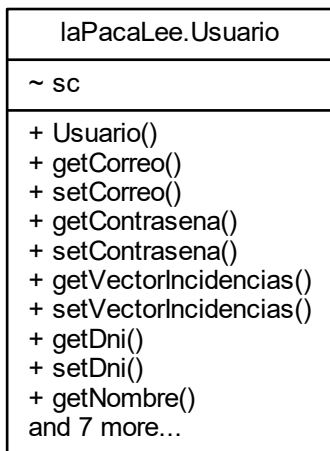 laPacaLee.Usuario
~ sc
+ Usuario()
+ getCorreo()
+ setCorreo()
+ getContrasena()
+ setContrasena()
+ getVectorIncidencias()
+ setVectorIncidencias()
+ getDni()
+ setDni()
+ getNombre()
and 7 more...